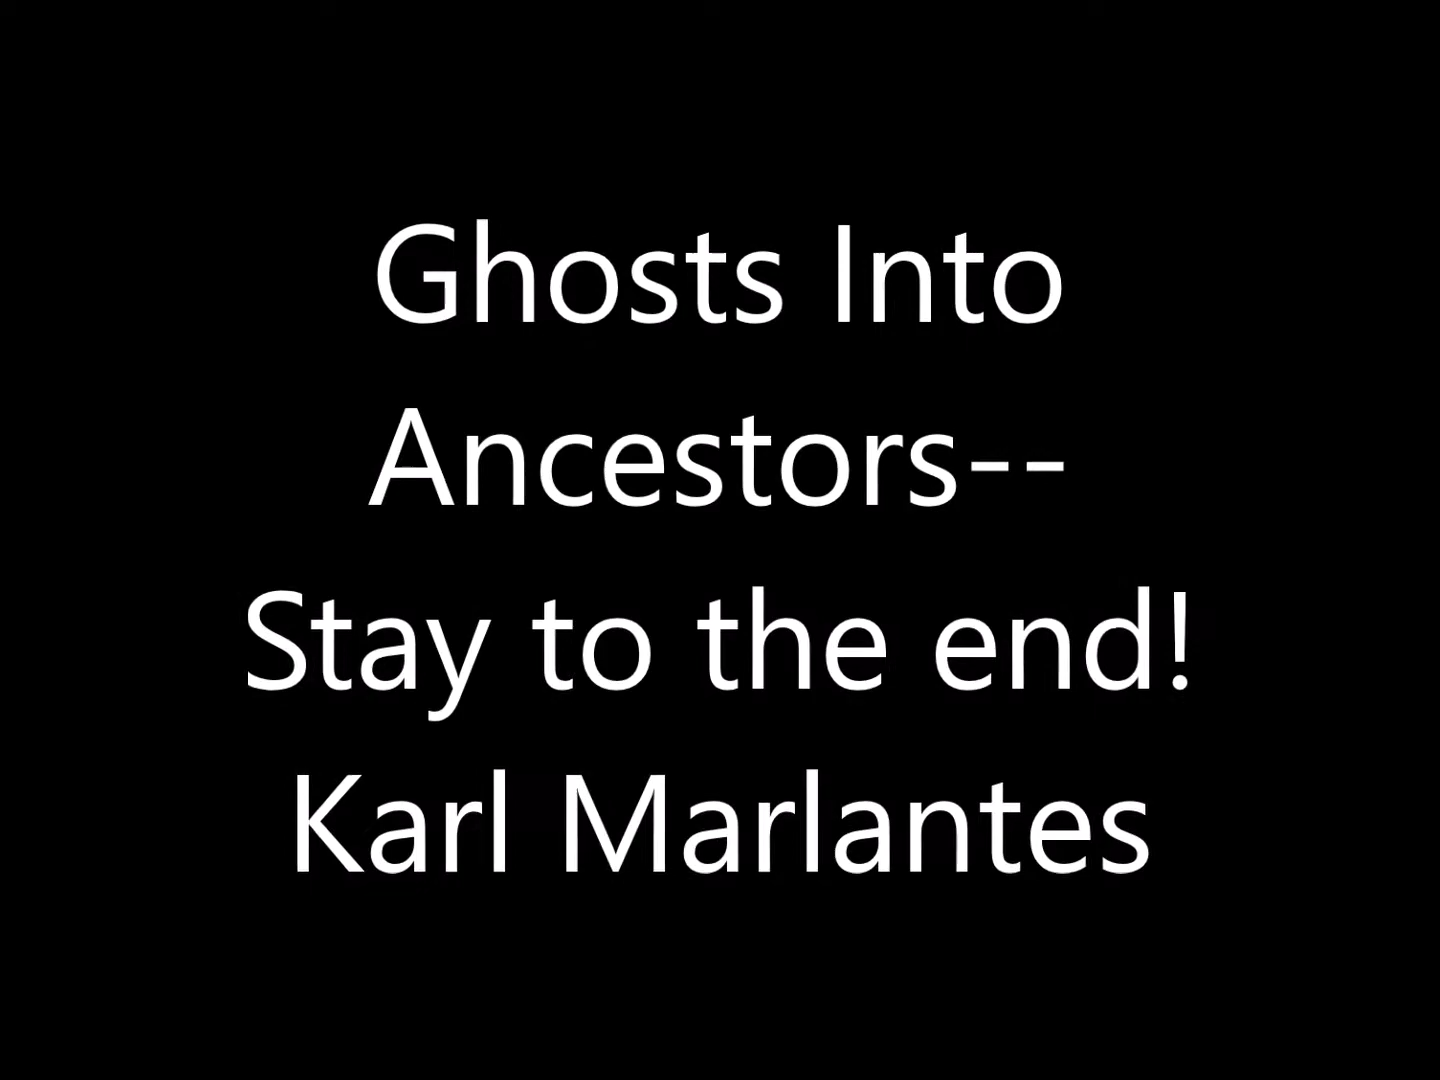 Ghosts Into
Ancestors--
Stay to the end!
Karl Marlantes